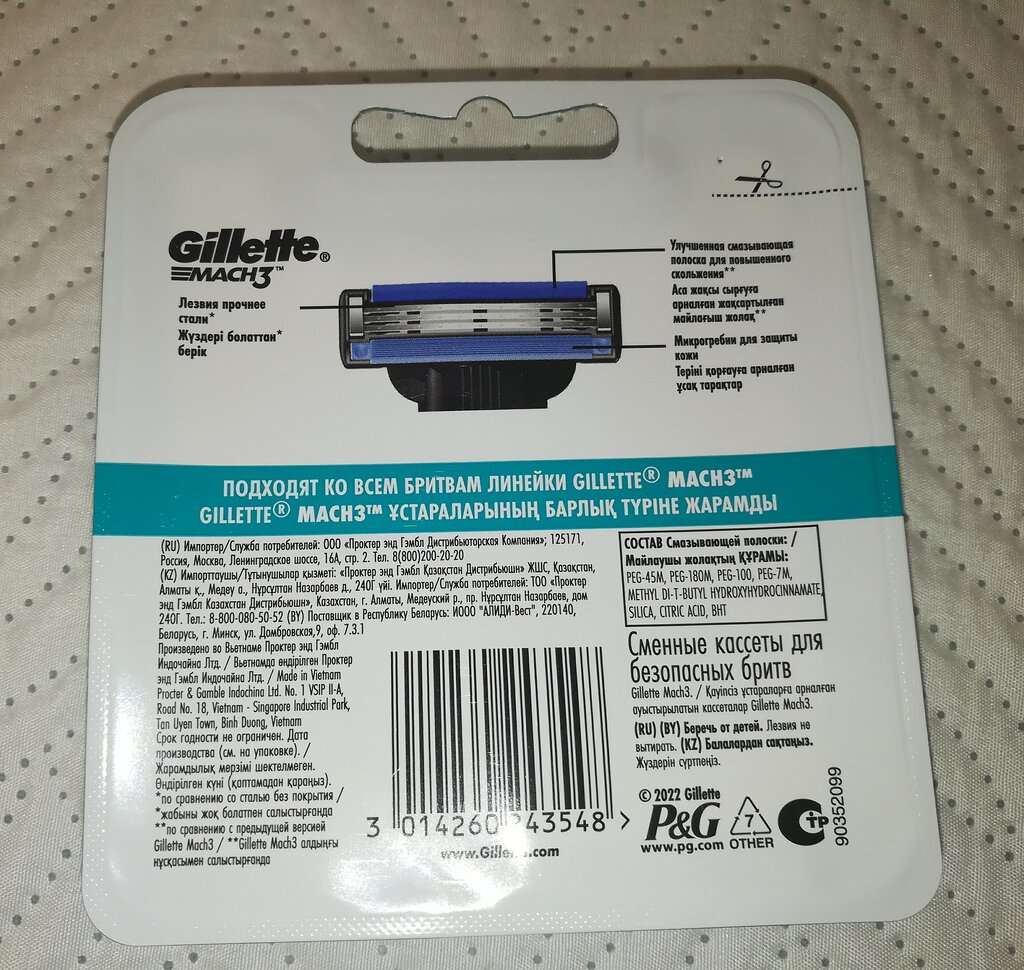 Gillette®
MACH3™
Лезвия прочнее
стали*
Жүздері болаттан*
берік
Улучшенная смазывающая
полоска для повышенного
скольжения**
Аса жақсы сырғуға
арналған жақсартылған
майлағыш жолақ**
Микрогребни для защиты
кожи
Теріні қорғауға арналған
ұсақ тарақтар
ПОДХОДЯТ КО ВСЕМ БРИТВАМ ЛИНЕЙКИ GILLETTE® MACH3™
GILLETTE® MACH3™ ҰСТАРАЛАРЫНЫҢ БАРЛЫҚ ТҮРІНЕ ЖАРАМДЫ
(RU) Импортер/Служба потребителей: ООО «Проктер энд Гэмбл Дистрибьюторская Компания»; 125171,
Россия, Москва, Ленинградское шоссе, 16А, стр. 2. Тел. 8(800)200-20-20
(KZ) Импорттаушы/Тұтынушылар қызметі: «Проктер энд Гэмбл Қазақстан Дистрибьюшн» ЖШС, Қазақстан,
Алматы қ., Медеу а., Нұрсұлтан Назарбаев д., 240Г үйі. Импортер/Служба потребителей: ТОО «Проктер
энд Гэмбл Казахстан Дистрибьюшн», Казахстан, г. Алматы, Медеуский р., пр. Нұрсұлтан Назарбаев, дом
240Г. Тел.: 8-800-080-50-52 (BY) Поставщик в Республику Беларусь: ИООО "АЛИДИ-Вест", 220140,
Беларусь, г. Минск, ул. Домбровская,9, оф. 7.3.1
Произведено во Вьетнаме Проктер энд Гэмбл
Индочайна Лтд. / Вьетнамда өндірілген Проктер
энд Гэмбл Индочайна Лтд. / Made in Vietnam
Procter & Gamble Indochina Ltd. No. 1 VSIP II-A,
Road No. 18, Vietnam - Singapore Industrial Park,
Tan Uyen Town, Binh Duong, Vietnam
Срок годности не ограничен. Дата
производства (см. на упаковке). /
Жарамдылық мерзімі шектелмеген.
Өндірілген күні (қаптамадан қараңыз).
*по сравнению со сталью без покрытия /
*жабыны жоқ болатпен салыстырғанда
**по сравнению с предыдущей версией
Gillette Mach3 / **Gillette Mach3 алдыңғы
нұсқасымен салыстырғанда
3 014260 243548 >
www.Gille .com
СОСТАВ Смазывающей полоски: /
Майлаушы жолақтың ҚҰРАМЫ:
PEG-45M, PEG-180M, PEG-100, PEG-7M,
METHYL DI-T-BUTYL HYDROXYHYDROCINNAMATE,
SILICA, CITRIC ACID, BHT
Сменные кассеты для
безопасных бритв
Gillette Mach3. / Қауіпсіз ұстараларға арналған
ауыстырылатын кассеталар Gillette Mach3.
(RU) (BY) Беречь от детей. Лезвия не
вытирать. (KZ) Балалардан сақтаңыз.
Жүздерін сүртпеңіз.
© 2022 Gillette
P&G
www.pg.com
7
OTHER
СТР
90352099